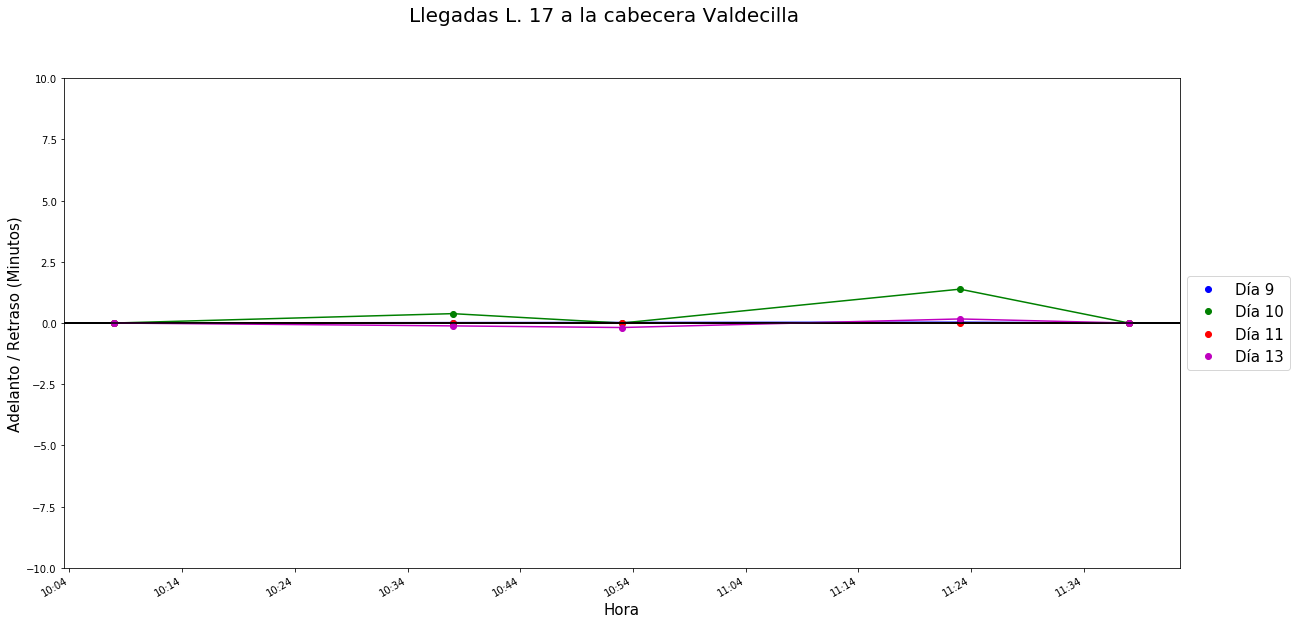 Llegadas L. 17 a la cabecera Valdecilla
Adelanto / Retraso (Minutos)
10.0
7.5
5.0
2.5
0.0
−2.5
−5.0
−7.5
−10.0
10:04
10:14
10:24
10:34
10:44
10:54
11:04
11:14
11:24
11:34
Hora
Día 9
Día 10
Día 11
Día 13